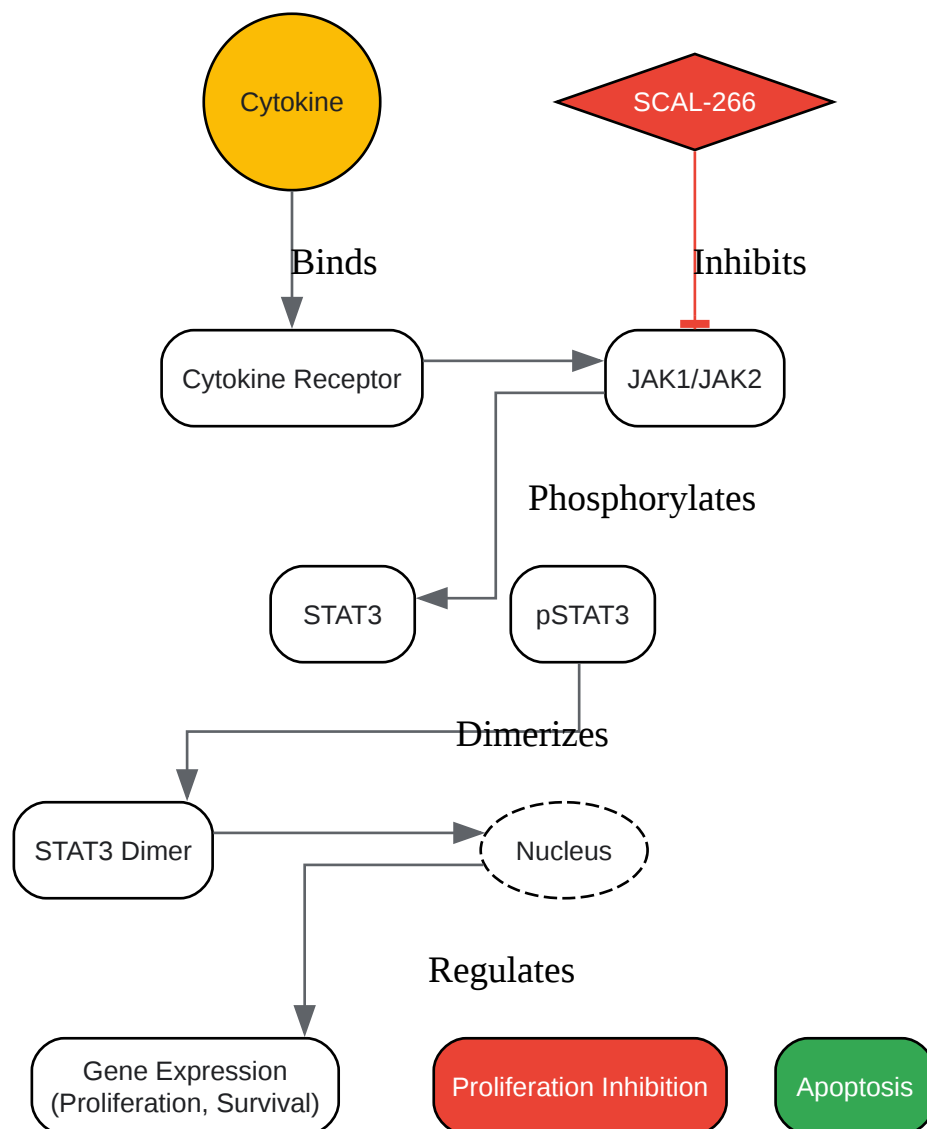 Cytokine
SCAL-266
Binds
Inhibits
Cytokine Receptor
JAK1/JAK2
Phosphorylates
STAT3
pSTAT3
Dimerizes
STAT3 Dimer
Nucleus
Regulates
Gene Expression
(Proliferation, Survival)
Proliferation Inhibition
Apoptosis